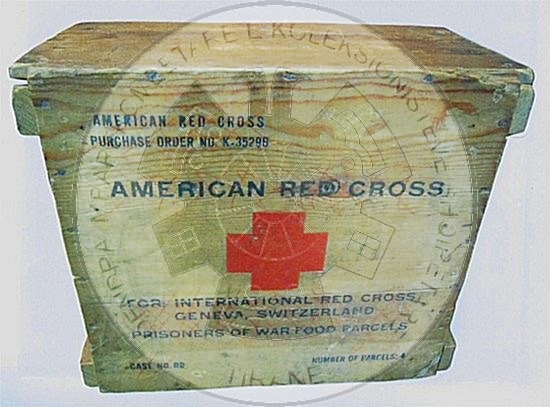 AMERICAN RED CROSS
PURCHASE ORDER NO. K-35296
AMERICAN RED CROSS
FOR: INTERNATIONAL RED CROSS
GENEVA, SWITZERLAND
PRISONERS OF WAR FOOD PARCELS
CASE NO.
NUMBER OF PARCELS: 4
TIRANE